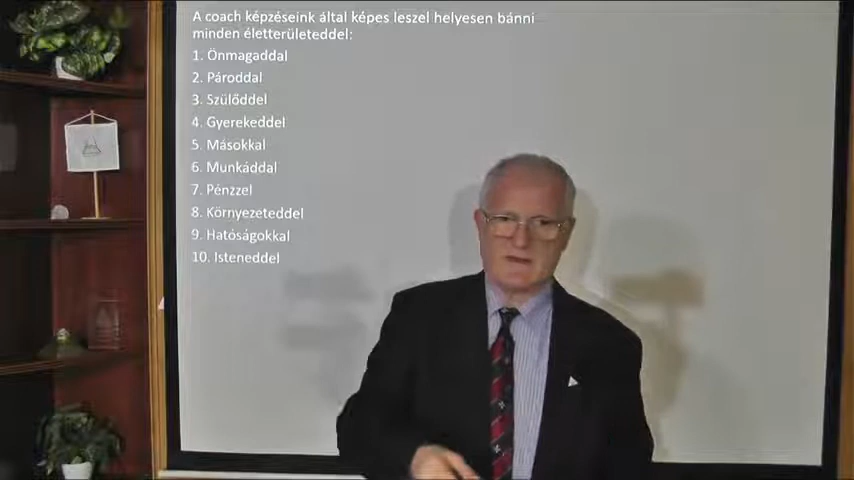 A coach képzéseink által képes leszel helyesen bánni
minden életterületeddel:
1. Önmagaddal
2. Pároddal
3. Szülőddel
4. Gyerekeddel
5. Másokkal
6. Munkáddal
7. Pénzzel
8. Környezeteddel
9. Hatóságokkal
10. Isteneddel